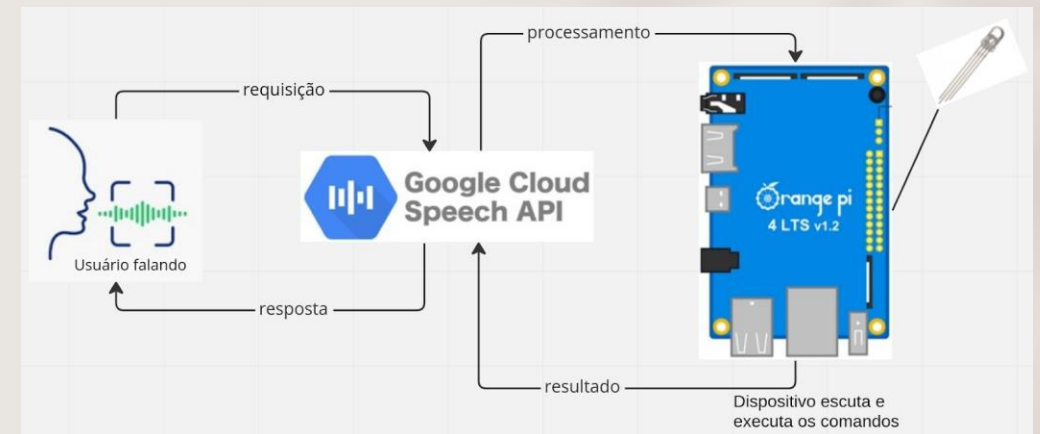 processamento
requisição
Google Cloud
Speech API
Orange pi
4 LTS v1.2
Usuário falando
resposta
resultado
Dispositivo escuta e
executa os comandos